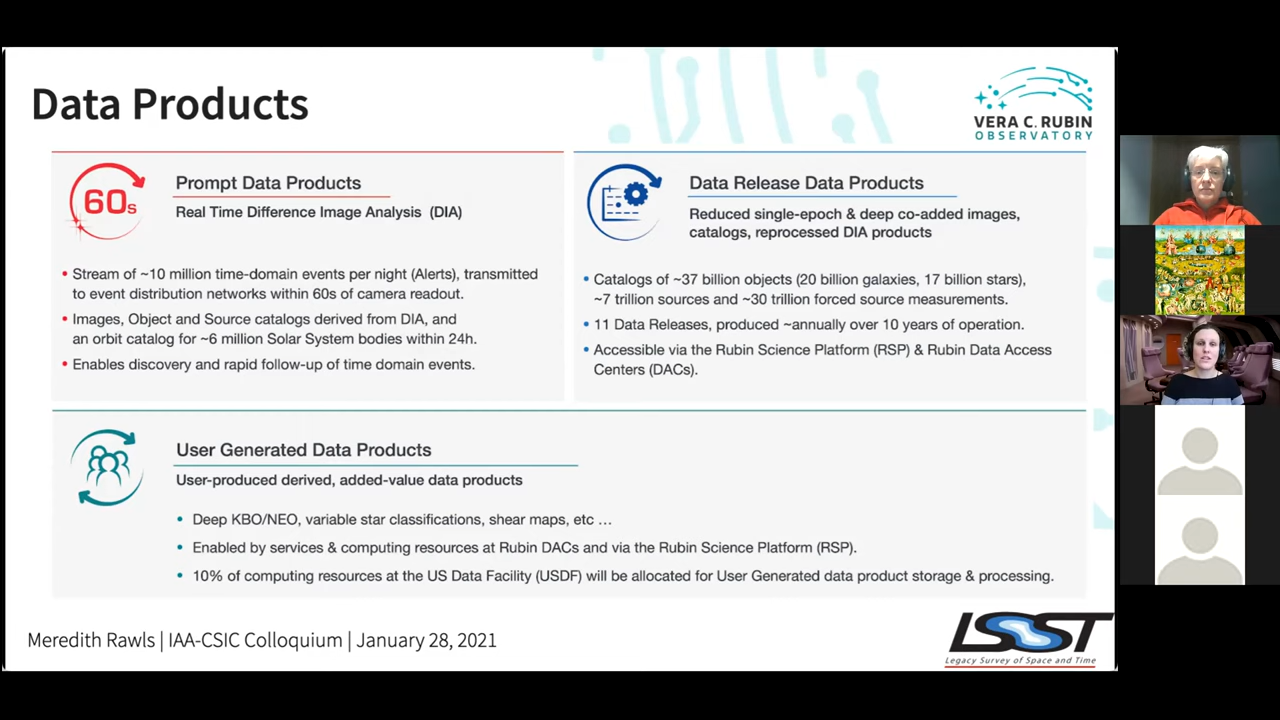 Data Products
VERA C. RUBIN
OBSERVATORY
60s
Prompt Data Products
Real Time Difference Image Analysis (DIA)
• Stream of ~10 million time-domain events per night (Alerts), transmitted
to event distribution networks within 60s of camera readout.
• Images, Object and Source catalogs derived from DIA, and
an orbit catalog for ~6 million Solar System bodies within 24h.
• Enables discovery and rapid follow-up of time domain events.
Data Release Data Products
Reduced single-epoch & deep co-added images,
catalogs, reprocessed DIA products
• Catalogs of ~37 billion objects (20 billion galaxies, 17 billion stars),
~7 trillion sources and ~30 trillion forced source measurements.
• 11 Data Releases, produced ~annually over 10 years of operation.
• Accessible via the Rubin Science Platform (RSP) & Rubin Data Access
Centers (DACs).
User Generated Data Products
User-produced derived, added-value data products
• Deep KBO/NEO, variable star classifications, shear maps, etc …
• Enabled by services & computing resources at Rubin DACs and via the Rubin Science Platform (RSP).
• 10% of computing resources at the US Data Facility (USDF) will be allocated for User Generated data product storage & processing.
Meredith Rawls | IAA-CSIC Colloquium | January 28, 2021
LSST
Legacy Survey of Space and Time